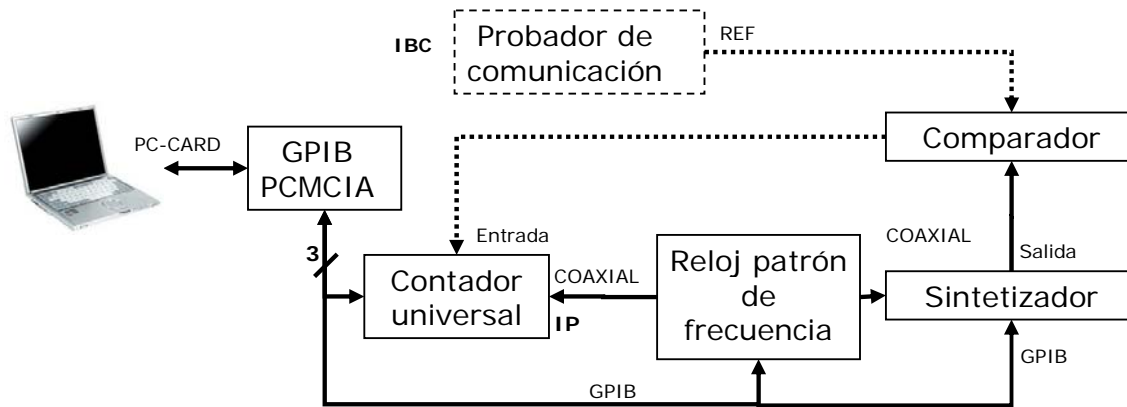 IBC
Probador de
comunicación
REF
PC-CARD
GPIB
PCMCIA
Comparador
3
Entrada
Contador
universal
COAXIAL
IP
Reloj patrón
de
frecuencia
COAXIAL
Salida
Sintetizador
GPIB
GPIB